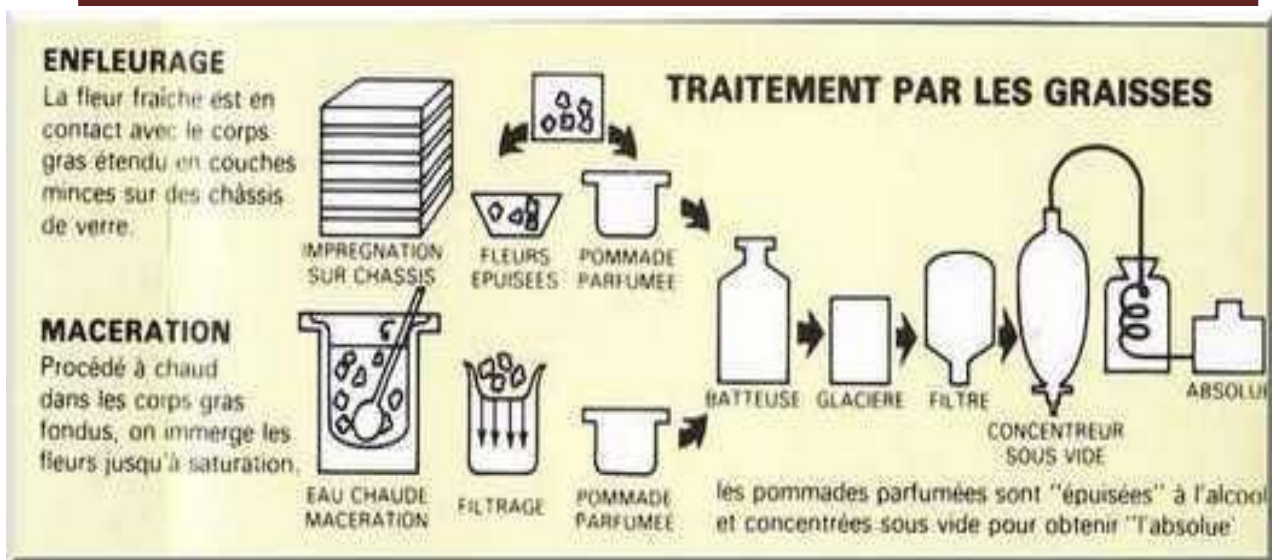 ENFLEURAGE
La fleur fraiche est en
contact avec le corps
gras étendu en couches
minces sur des châssis
de verre.
TRAITEMENT PAR LES GRAISSES
IMPREGNATION
SUR CHASSIS
FLEURS
EPUISEES
POMMADE
PARFUMEE
MACERATION
Procédé à chaud
dans les corps gras
fondus, on immerge les
fleurs jusqu'à saturation.
EAU CHAUDE
MACERATION
FILTRAGE
POMMADE
PARFUMEE
BATTEUSE
GLACIERE
FILTRE
CONCENTREUR
SOUS VIDE
ABSOLUE
les pommades parfumées sont "épuisées" à l'alcool
et concentrées sous vide pour obtenir "l'absolue"